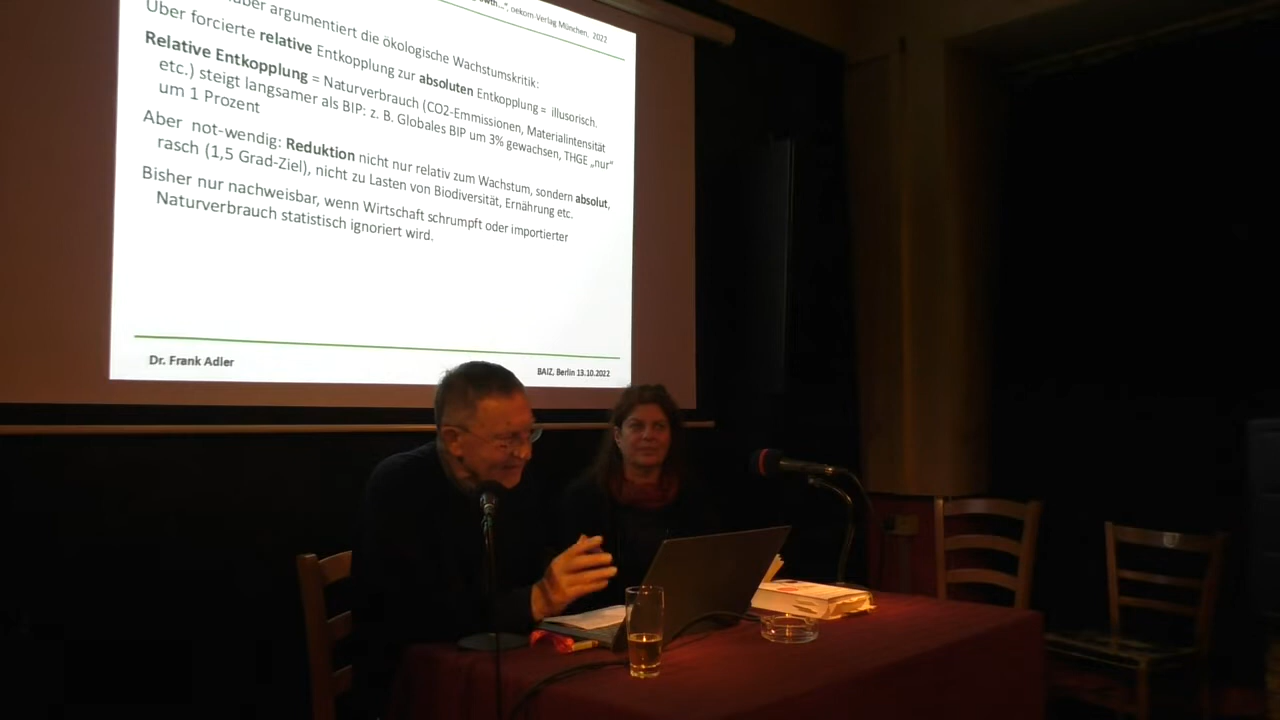 owth...", oekom-Verlag München, 2022
argumentiert die ökologische Wachstumskritik:
Über forcierte relative Entkopplung zur absoluten Entkopplung = illusorisch.
Relative Entkopplung = Naturverbrauch (CO2-Emmissionen, Materialintensität
etc.) steigt langsamer als BIP: z. B. Globales BIP um 3% gewachsen, THGE „nur"
um 1 Prozent
Aber not-wendig: Reduktion nicht nur relativ zum Wachstum, sondern absolut,
rasch (1,5 Grad-Ziel), nicht zu Lasten von Biodiversität, Ernährung etc.
Bisher nur nachweisbar, wenn Wirtschaft schrumpft oder importierter
Naturverbrauch statistisch ignoriert wird.
Dr. Frank Adler
BAIZ, Berlin 13.10.2022